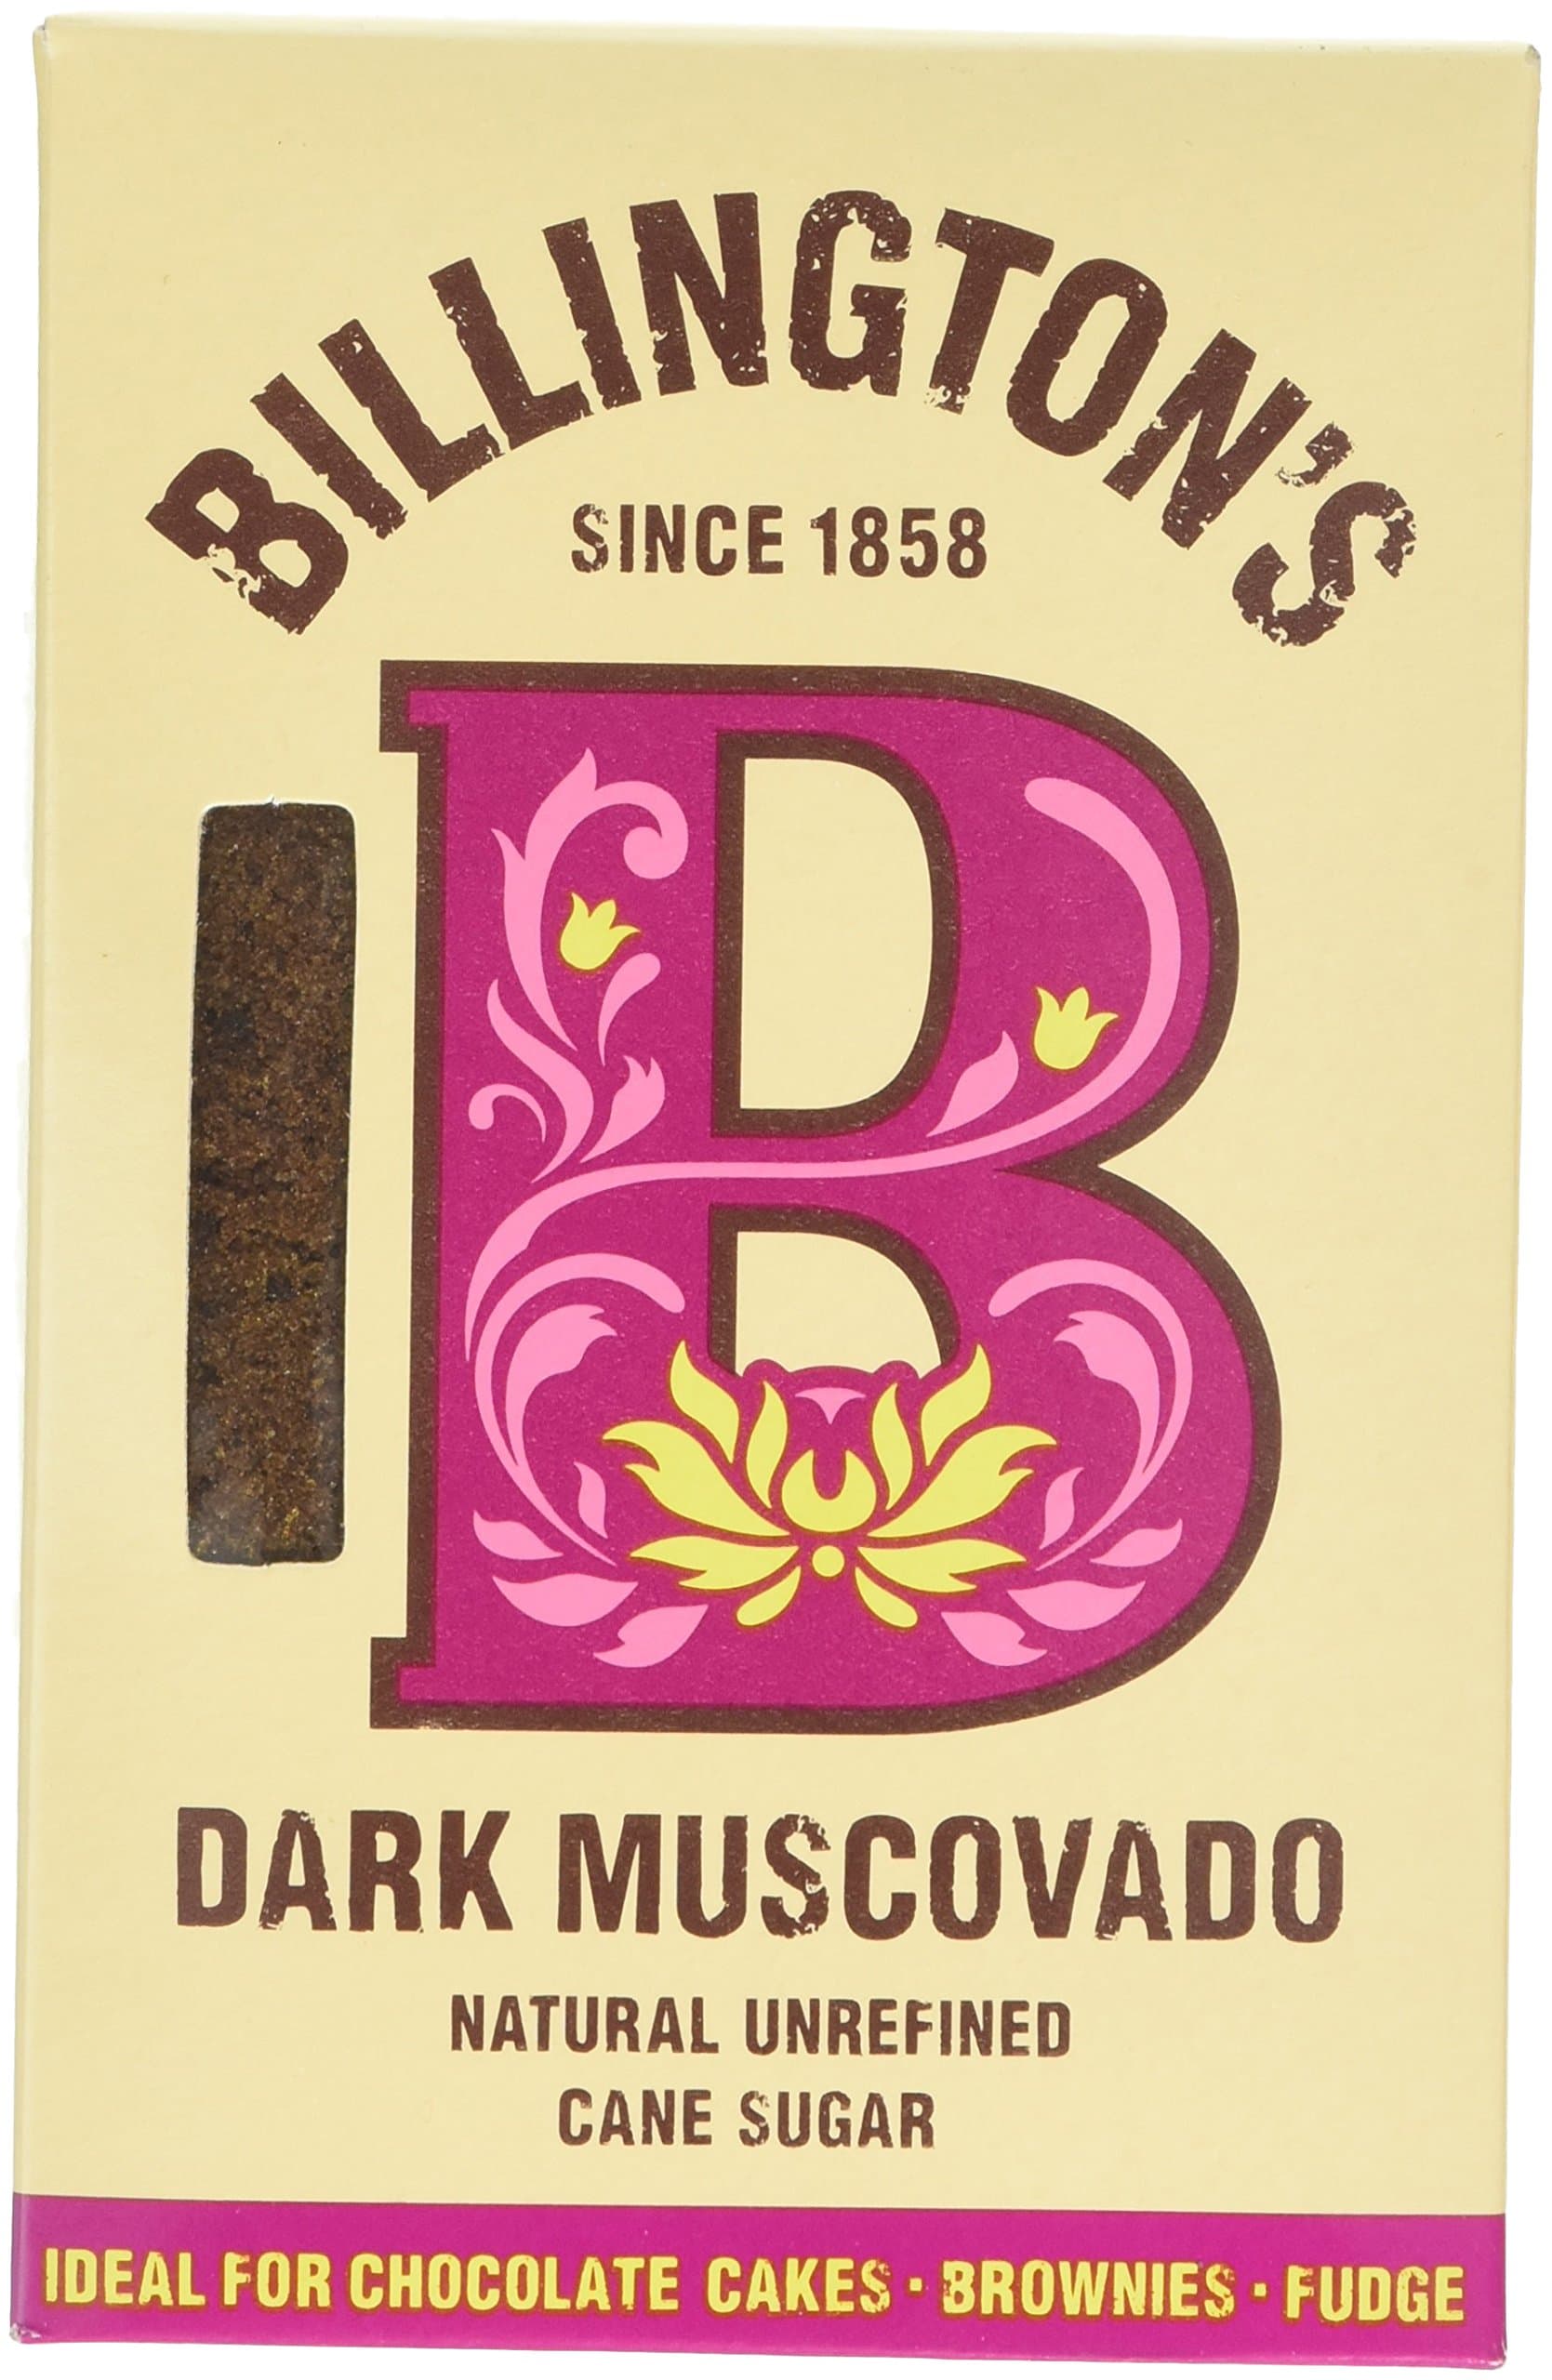 BILLINGTON'S
SINCE 1858
B
DARK MUSCOVADO
NATURAL UNREFINED
CANE SUGAR
IDEAL FOR CHOCOLATE CAKES · BROWNIES · FUDGE